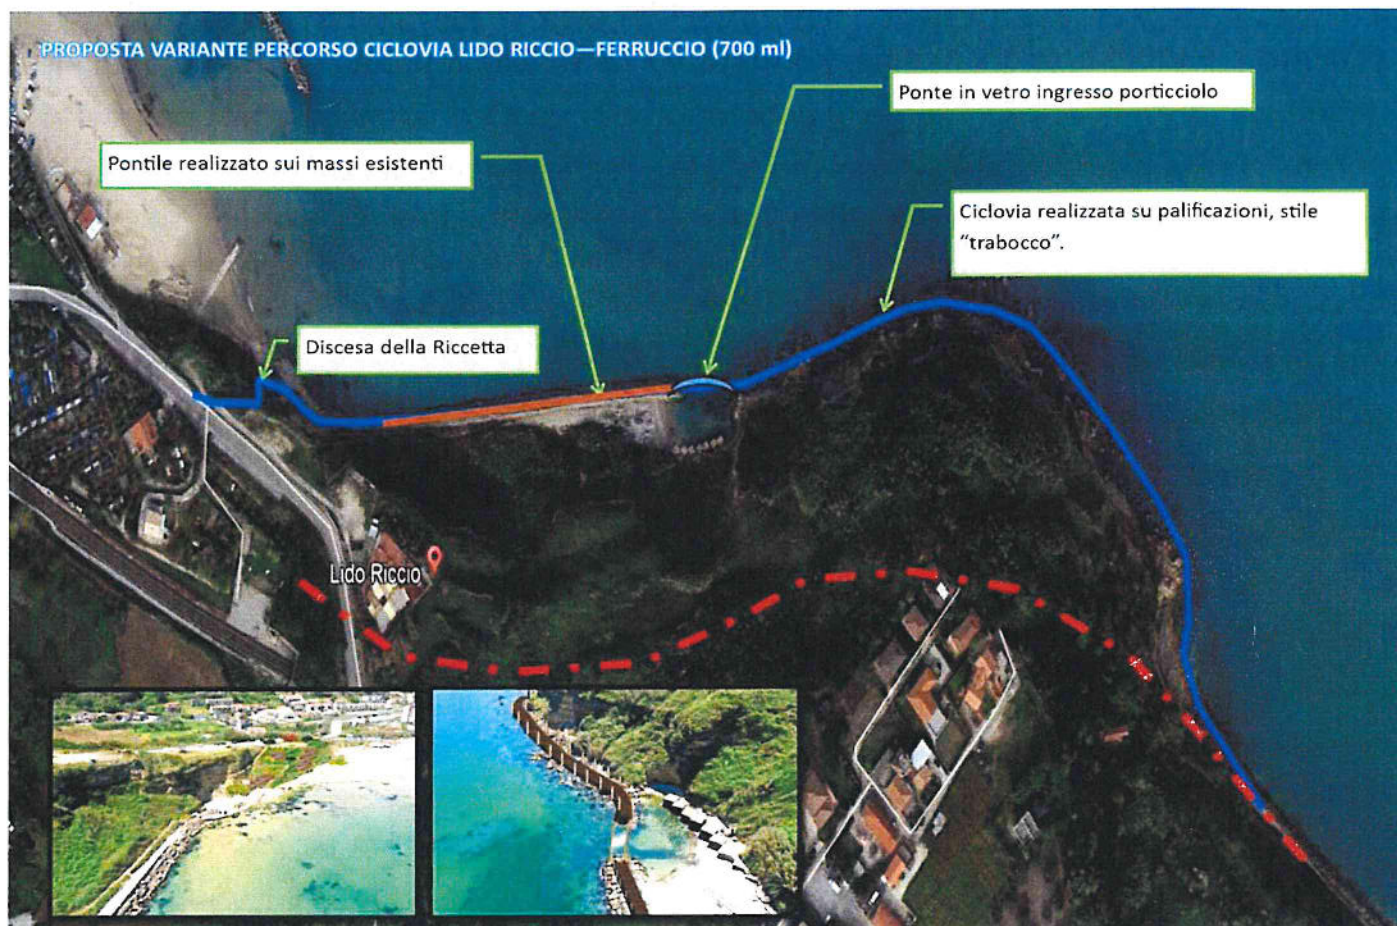 PROPOSTA VARIANTE PERCORSO CICLOVIA LIDO RICCIO—FERRUCCIO (700 ml)
Ponte in vetro ingresso porticciolo
Pontile realizzato sui massi esistenti
Ciclovia realizzata su palificazioni, stile
"trabocco".
Discesa della Riccetta
Lido Riccio